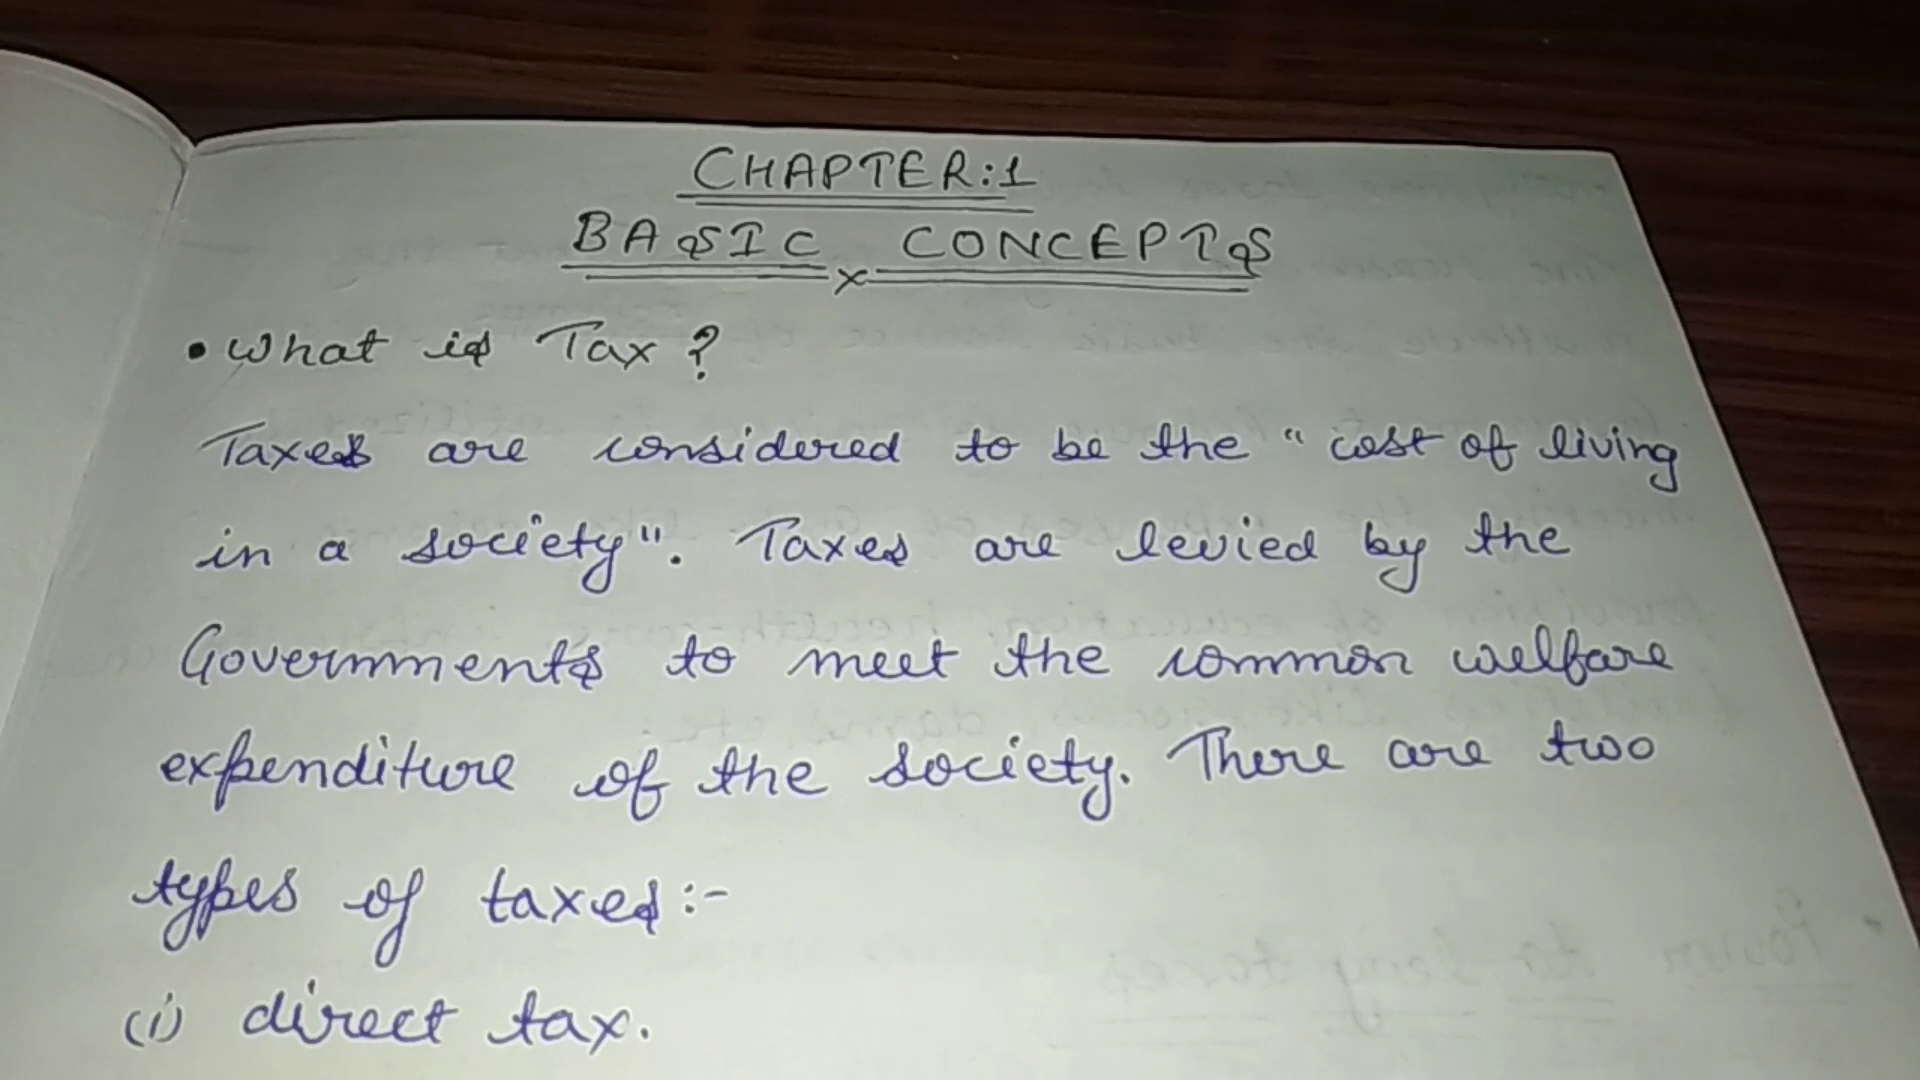 CHAPTER:1
BASIC CONCEPTS
• What is Tax?
Taxes are considered to be the "cost of living
in a society". Taxes are levied by the
Governments to meet the common welfare
expenditure of the society. There are two
types of taxes:-
(i) direct tax.